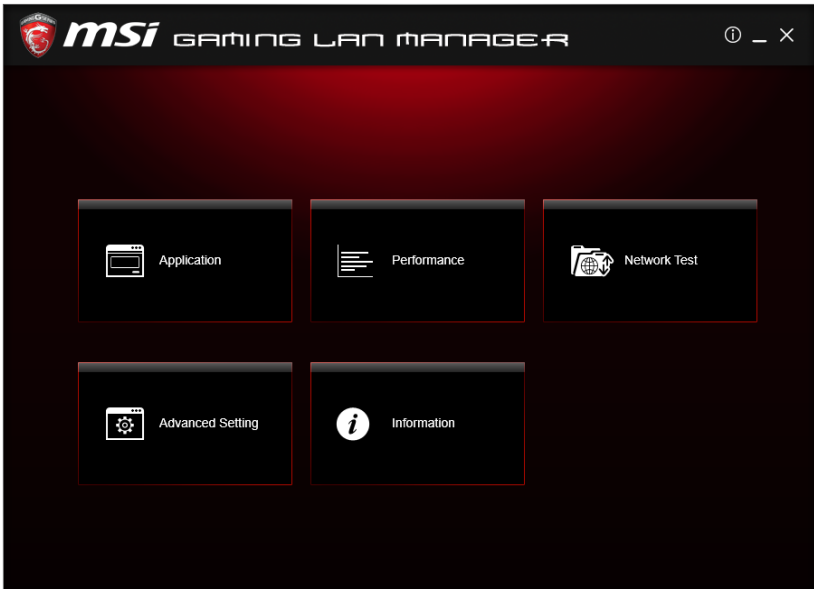 msi GAMING LAN MANAGER
Application
Performance
Network Test
Advanced Setting
Information